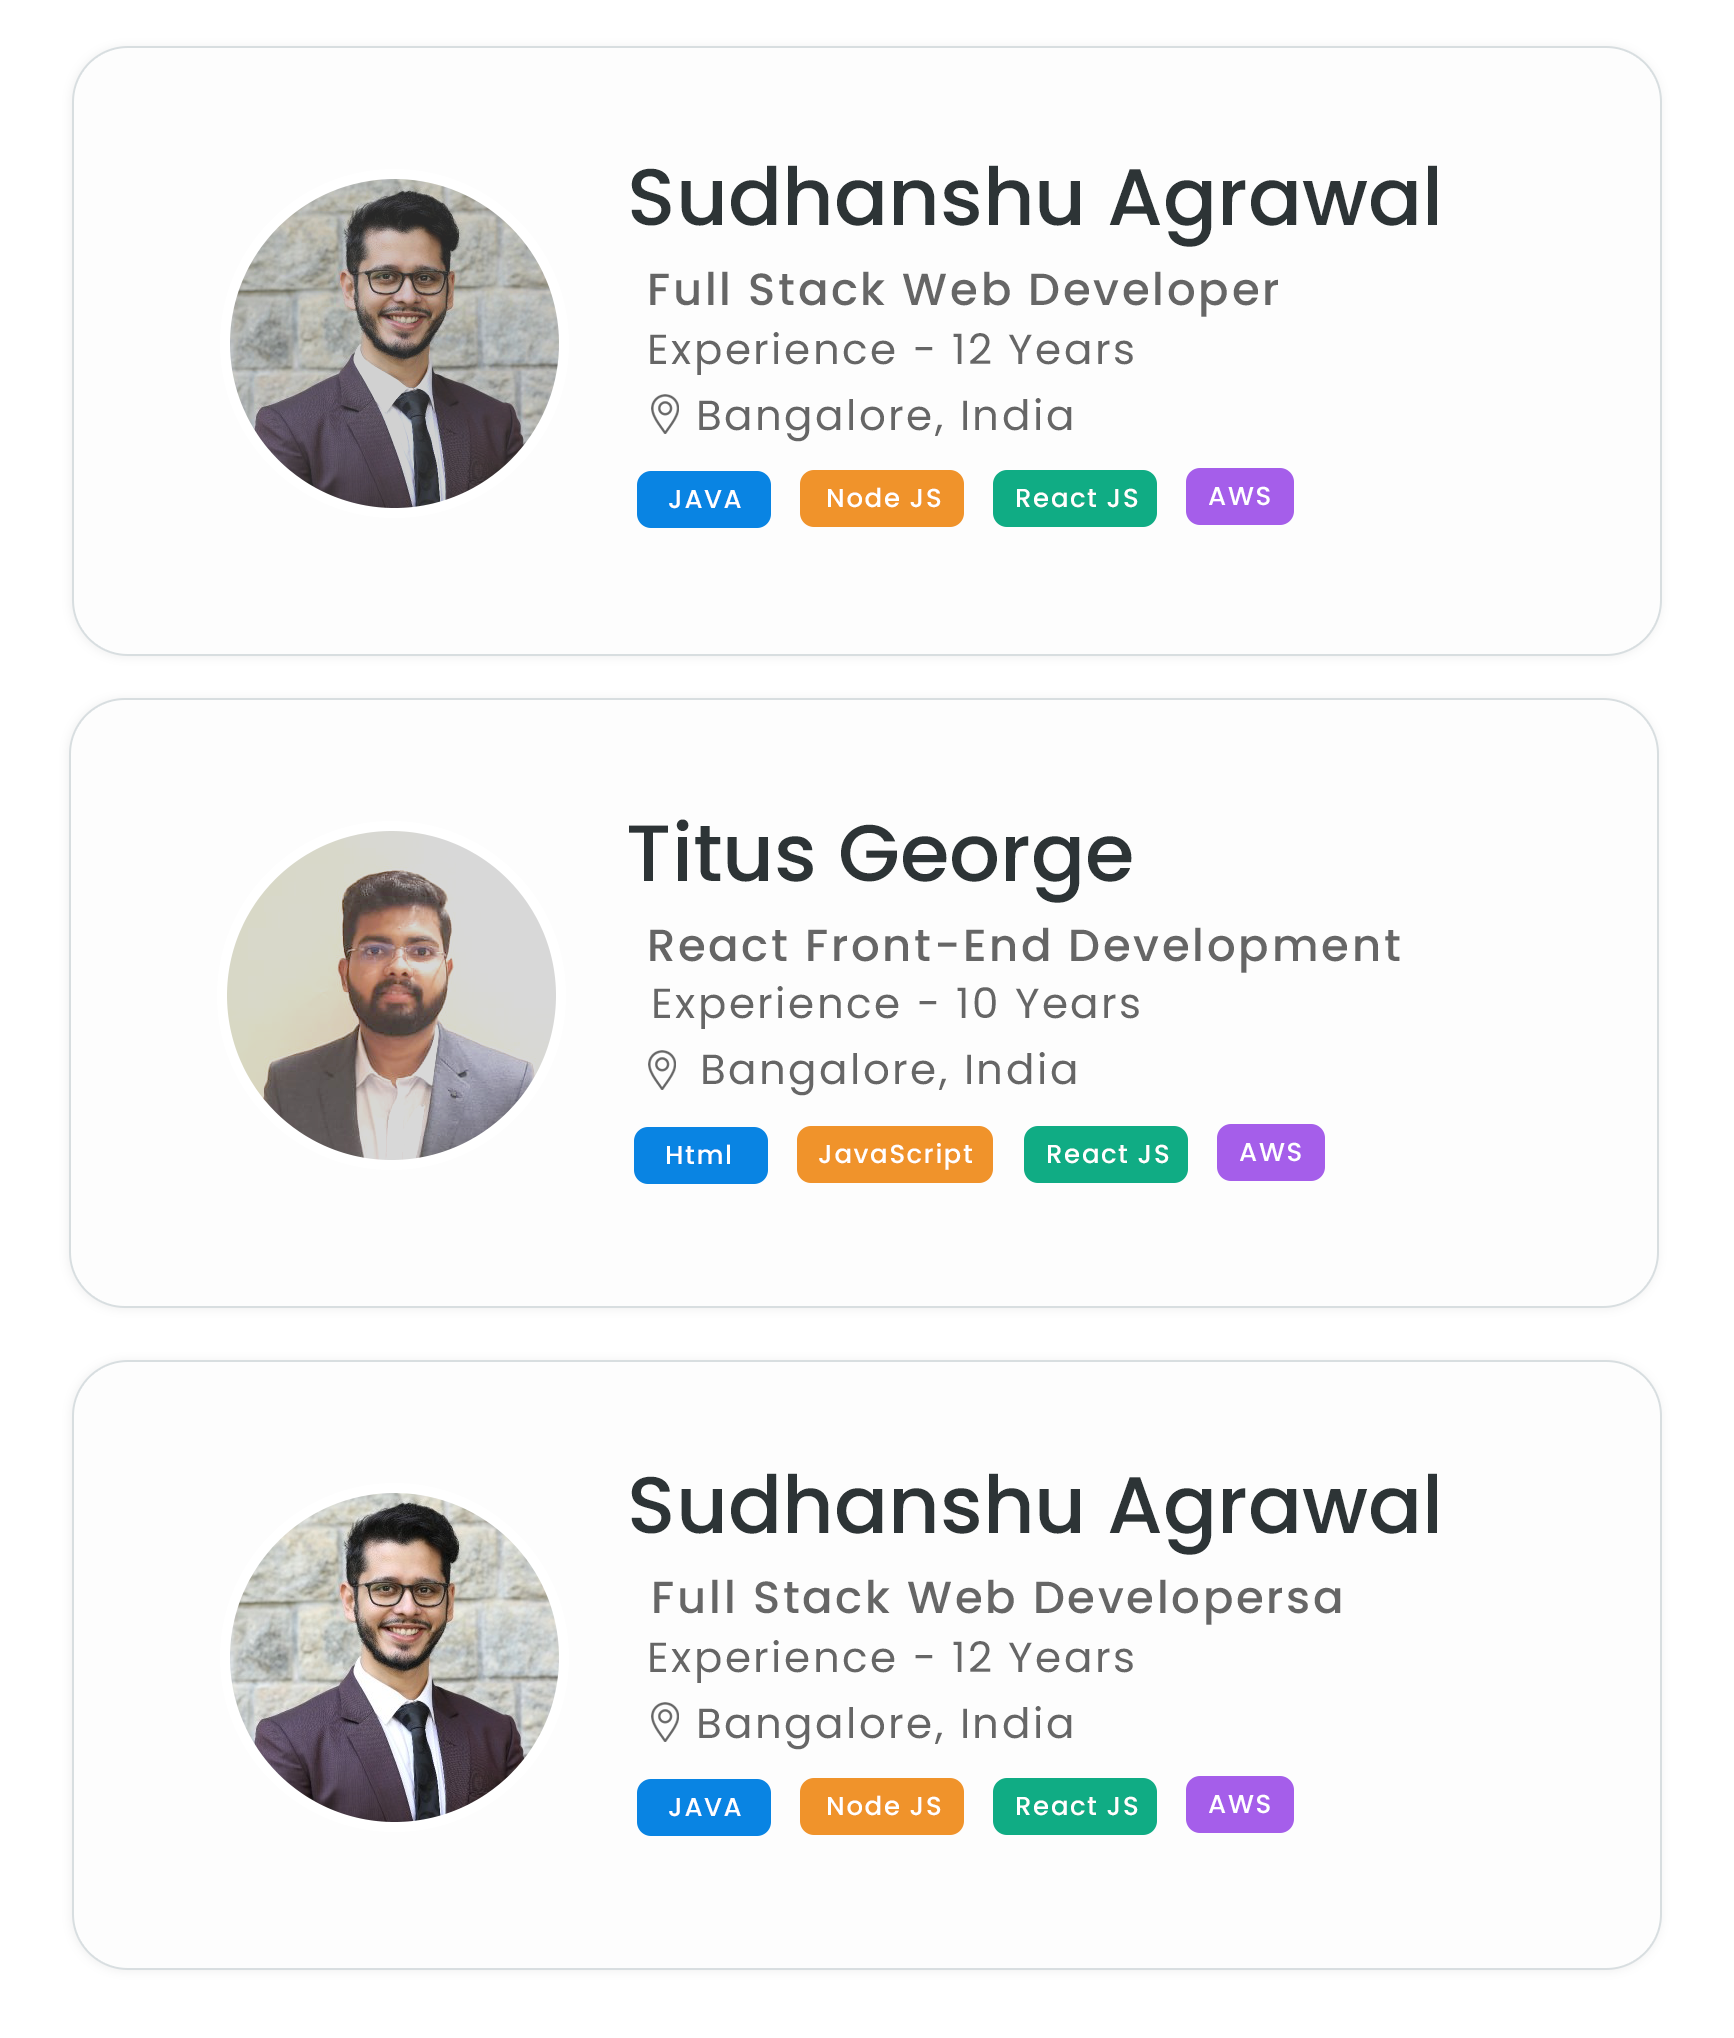 Sudhanshu Agrawal
Full Stack Web Developer
Experience - 12 Years
Bangalore, India
JAVA Node JS React JS AWS
Titus George
React Front-End Development
Experience - 10 Years
Bangalore, India
Html JavaScript React JS AWS
Sudhanshu Agrawal
Full Stack Web Developersa
Experience - 12 Years
Bangalore, India
JAVA Node JS React JS AWS